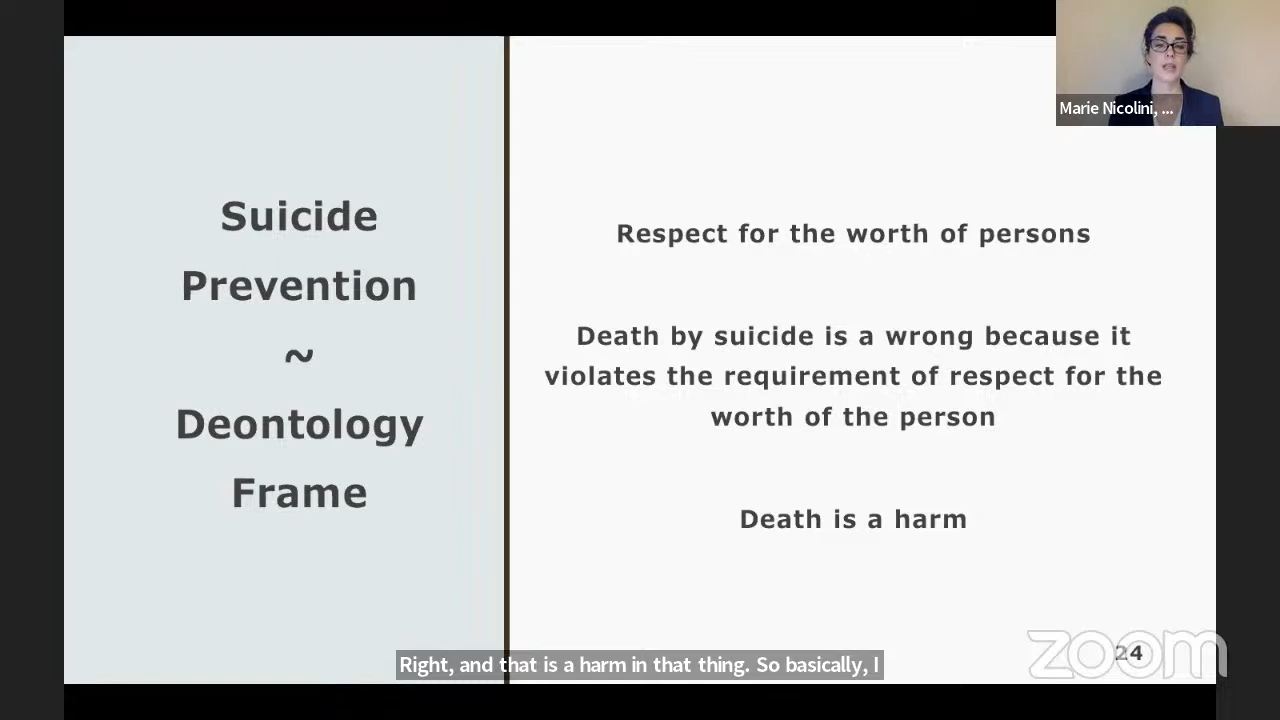 Marie Nicolini, ...
Suicide
Prevention
~
Deontology
Frame
Respect for the worth of persons
Death by suicide is a wrong because it
violates the requirement of respect for the
worth of the person
Death is a harm
Right, and that is a harm in that thing. So basically, I
zoom
24